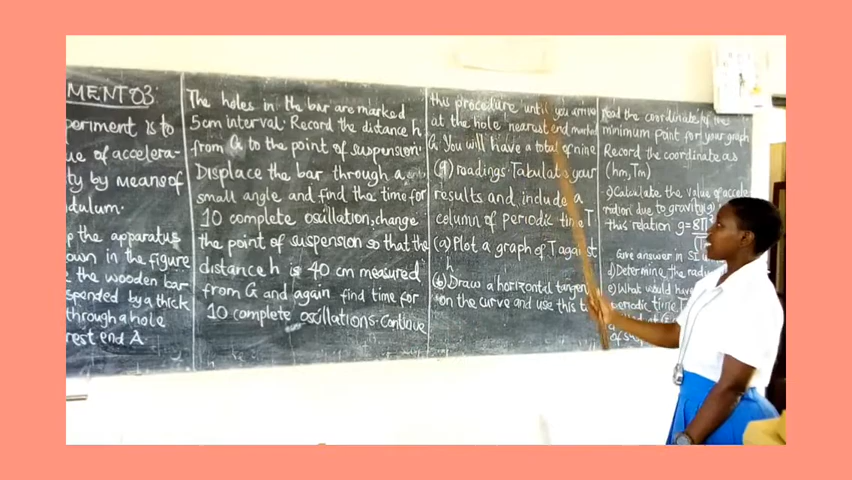 MENT 03
periment is to
ue of accelera-
ty by means of
dulum.
p the apparatus
own in the figure
the wooden bar
spended by a thick
through a hole
rest end A
The holes in the bar are marked
5cm interval. Record the distance h
from G to the point of suspension.
Displace the bar through a
small angle and find the time for
10 complete oscillation, change
the point of suspension so that the
distance h is 40 cm measured
from G and again find time for
10 complete oscillations. Continue
this procedure until you arrive
at the hole nearest end marked
G. You will have a total of nine
(9) readings. Tabulate your
results and include a
column of periodic time T
(a) Plot a graph of T against
h
(b) Draw a horizontal tangen
on the curve and use this t
read the coordinate of the
minimum point for your graph
Record the coordinate as
(hm, Tm)
c) Calculate the value of accele-
ration due to gravity (g)
this relation g = 8π²
Give answer in SI u
d) Determine the rad
e) What would hav
periodic time T